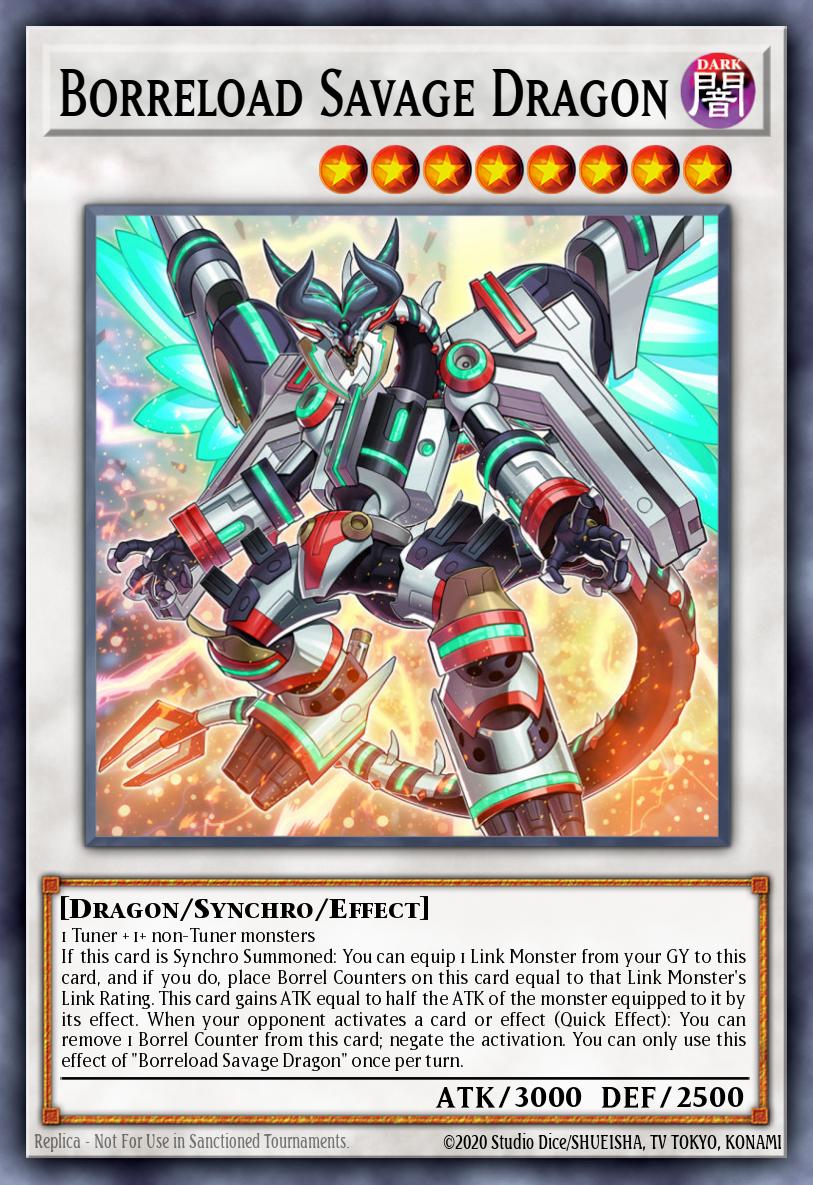 Borreload Savage Dragon
DARK
闇
[Dragon/Synchro/Effect]
1 Tuner + 1+ non-Tuner monsters
If this card is Synchro Summoned: You can equip 1 Link Monster from your GY to this
card, and if you do, place Borrel Counters on this card equal to that Link Monster's
Link Rating. This card gains ATK equal to half the ATK of the monster equipped to it by
its effect. When your opponent activates a card or effect (Quick Effect): You can
remove 1 Borrel Counter from this card; negate the activation. You can only use this
effect of "Borreload Savage Dragon" once per turn.
ATK/3000 DEF/2500
Replica - Not For Use in Sanctioned Tournaments.
©2020 Studio Dice/SHUEISHA, TV TOKYO, KONAMI